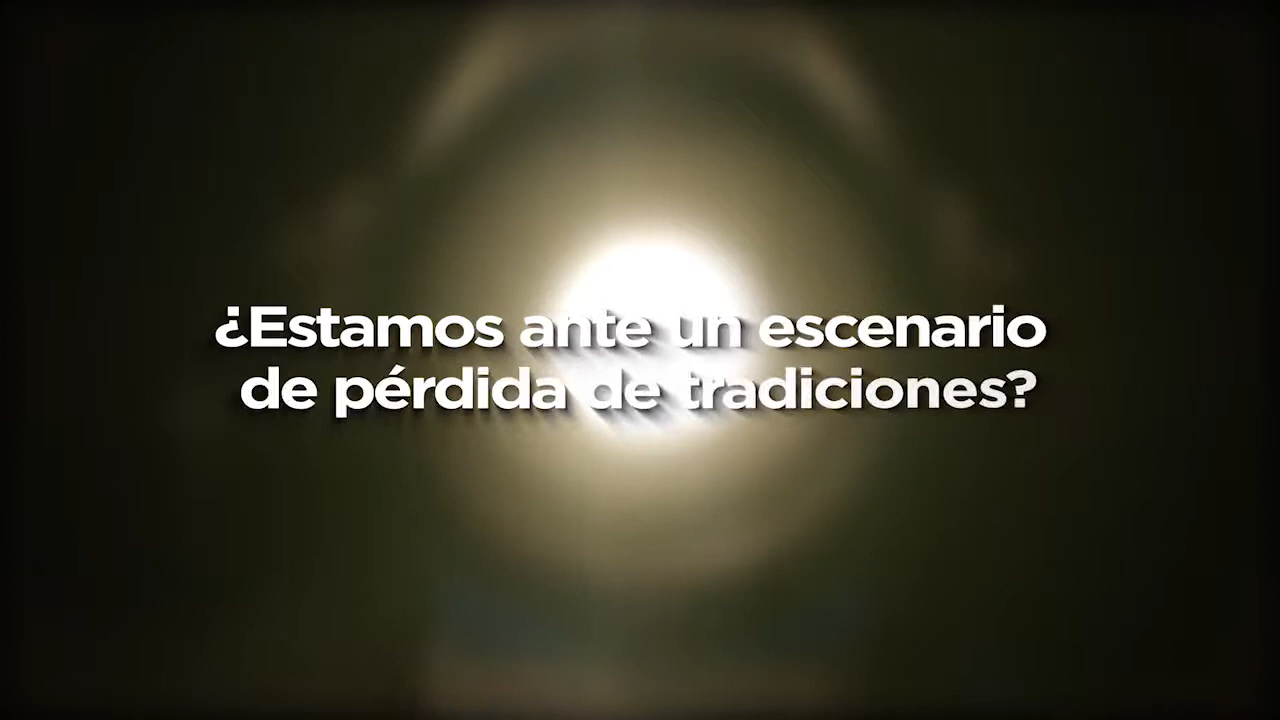 ¿Estamos ante un escenario
de pérdida de tradiciones?